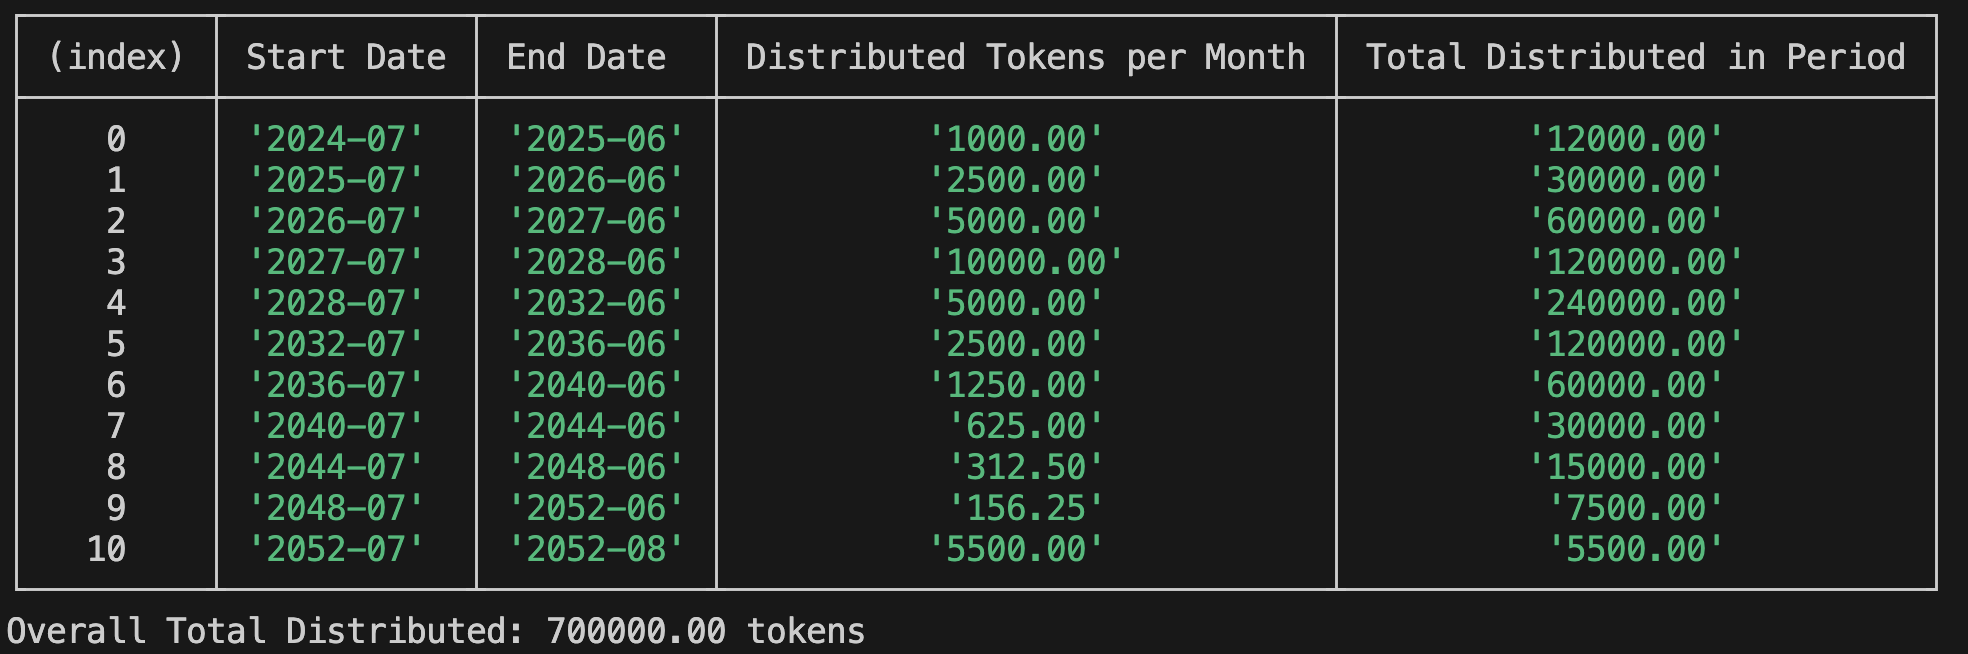 (index) Start Date End Date Distributed Tokens per Month Total Distributed in Period
0 '2024-07' '2025-06' '1000.00' '12000.00'
1 '2025-07' '2026-06' '2500.00' '30000.00'
2 '2026-07' '2027-06' '5000.00' '60000.00'
3 '2027-07' '2028-06' '10000.00' '120000.00'
4 '2028-07' '2032-06' '5000.00' '240000.00'
5 '2032-07' '2036-06' '2500.00' '120000.00'
6 '2036-07' '2040-06' '1250.00' '60000.00'
7 '2040-07' '2044-06' '625.00' '30000.00'
8 '2044-07' '2048-06' '312.50' '15000.00'
9 '2048-07' '2052-06' '156.25' '7500.00'
10 '2052-07' '2052-08' '5500.00' '5500.00'
Overall Total Distributed: 700000.00 tokens